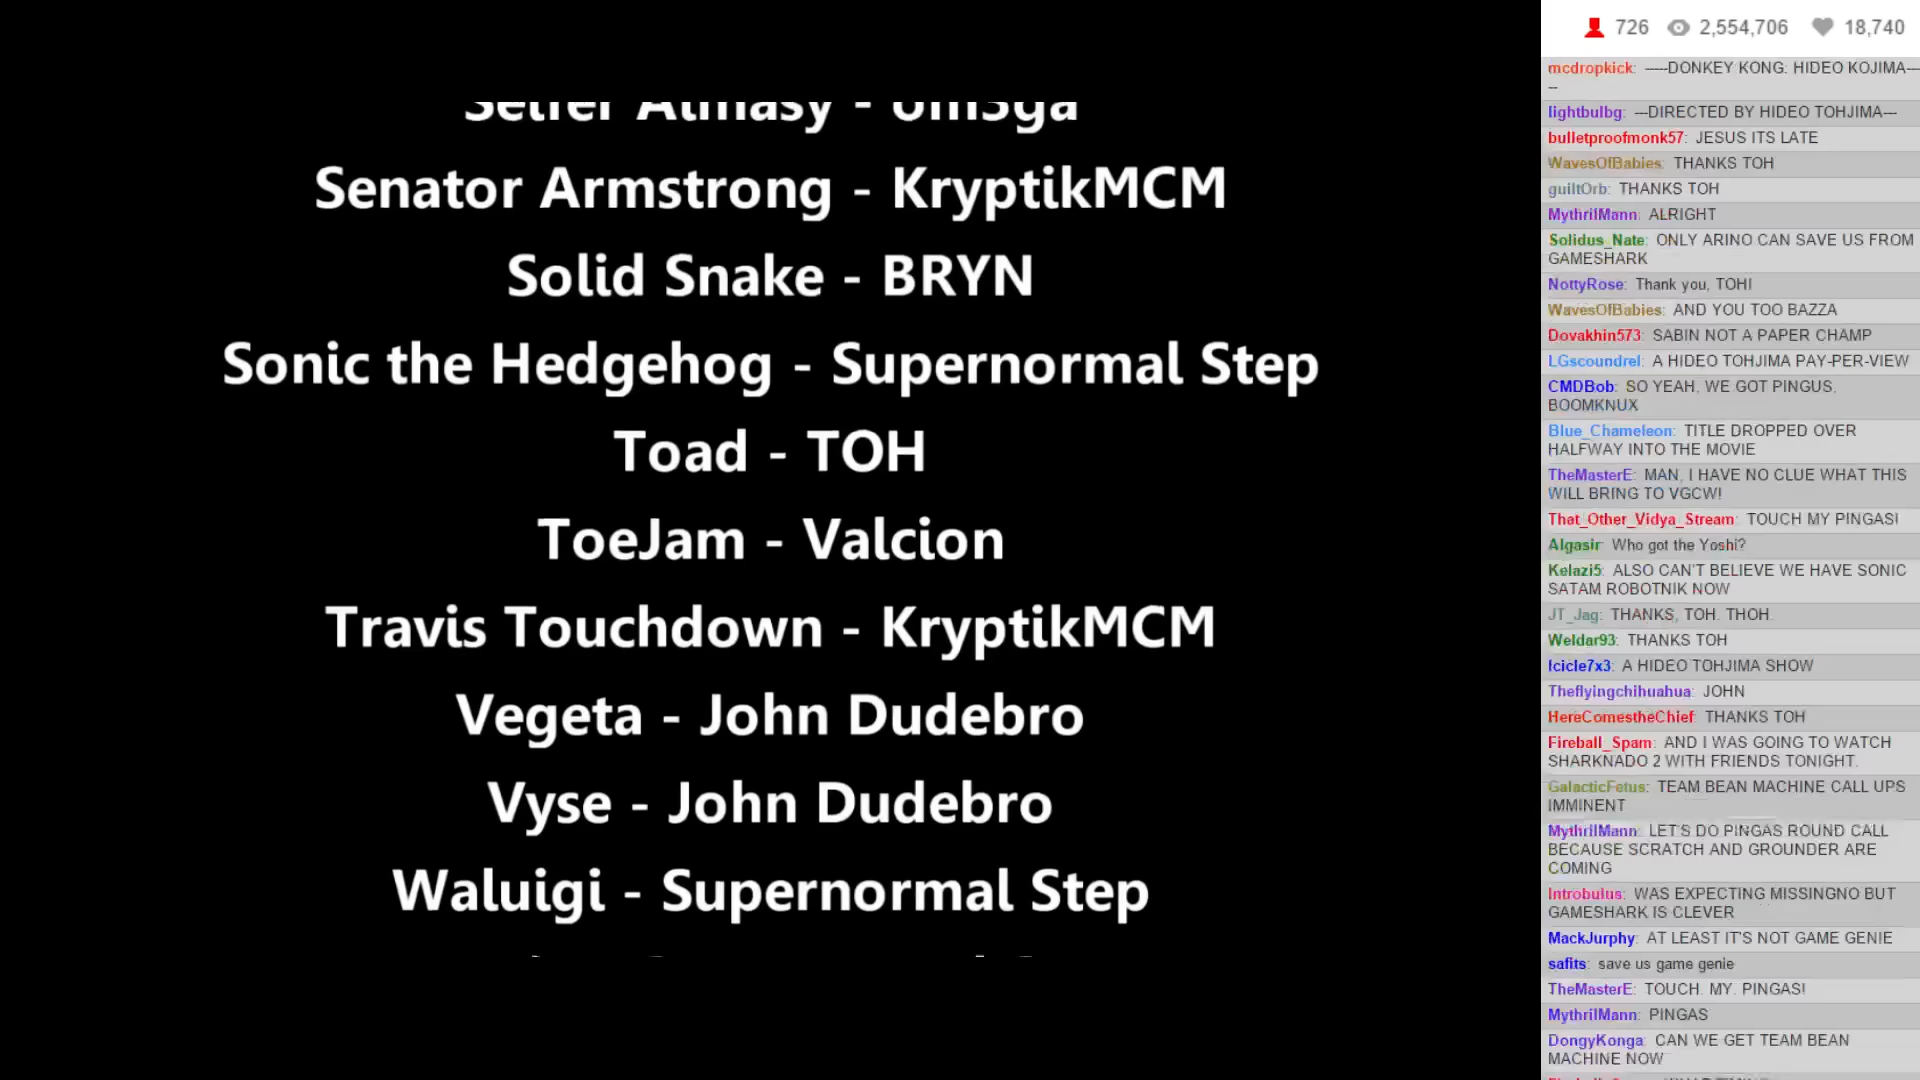 Setzer Atmasy - om3ga
Senator Armstrong - KryptikMCM
Solid Snake - BRYN
Sonic the Hedgehog - Supernormal Step
Toad - TOH
ToeJam - Valcion
Travis Touchdown - KryptikMCM
Vegeta - John Dudebro
Vyse - John Dudebro
Waluigi - Supernormal Step
726 2,554,706 18,740
mcdropkick: -----DONKEY KONG: HIDEO KOJIMA---
--
lightbulbg: ---DIRECTED BY HIDEO TOHJIMA---
bulletproofmonk57: JESUS ITS LATE
WavesOfBabies: THANKS TOH
guiltOrb: THANKS TOH
MythrilMann: ALRIGHT
Solidus_Nate: ONLY ARINO CAN SAVE US FROM
GAMESHARK
NottyRose: Thank you, TOH!
WavesOfBabies: AND YOU TOO BAZZA
Dovakhin573: SABIN NOT A PAPER CHAMP
LGscoundrel: A HIDEO TOHJIMA PAY-PER-VIEW
CMDBob: SO YEAH, WE GOT PINGUS,
BOOMKNUX
Blue_Chameleon: TITLE DROPPED OVER
HALFWAY INTO THE MOVIE
TheMasterE: MAN, I HAVE NO CLUE WHAT THIS
WILL BRING TO VGCW!
That_Other_Vidya_Stream: TOUCH MY PINGAS!
Algasir: Who got the Yoshi?
Kelazi5: ALSO CAN'T BELIEVE WE HAVE SONIC
SATAM ROBOTNIK NOW
JT_Jag: THANKS, TOH. THOH.
Weldar93: THANKS TOH
Icicle7x3: A HIDEO TOHJIMA SHOW
Theflyingchihuahua: JOHN
HereComestheChief: THANKS TOH
Fireball_Spam: AND I WAS GOING TO WATCH
SHARKNADO 2 WITH FRIENDS TONIGHT.
GalacticFetus: TEAM BEAN MACHINE CALL UPS
IMMINENT
MythrilMann: LET'S DO PINGAS ROUND CALL
BECAUSE SCRATCH AND GROUNDER ARE
COMING
Introbulus: WAS EXPECTING MISSINGNO BUT
GAMESHARK IS CLEVER
MackJurphy: AT LEAST IT'S NOT GAME GENIE
safits: save us game genie
TheMasterE: TOUCH. MY. PINGAS!
MythrilMann: PINGAS
DongyKonga: CAN WE GET TEAM BEAN
MACHINE NOW